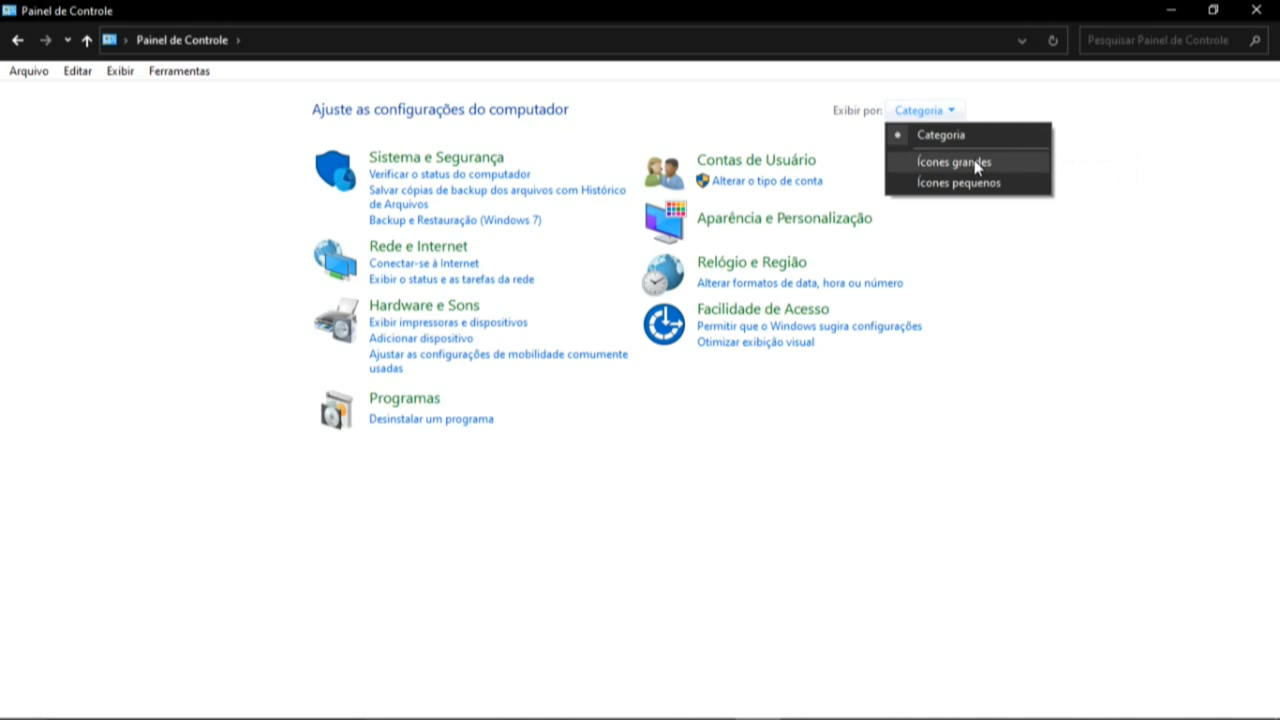 Painel de Controle
Painel de Controle
Pesquisar Painel de Controle
Arquivo Editar Exibir Ferramentas
Ajuste as configurações do computador
Exibir por: Categoria
Categoria
Ícones grandes
Ícones pequenos
Sistema e Segurança
Verificar o status do computador
Salvar cópias de backup dos arquivos com Histórico
de Arquivos
Backup e Restauração (Windows 7)
Rede e Internet
Conectar-se à Internet
Exibir o status e as tarefas da rede
Hardware e Sons
Exibir impressoras e dispositivos
Adicionar dispositivo
Ajustar as configurações de mobilidade comumente
usadas
Programas
Desinstalar um programa
Contas de Usuário
Alterar o tipo de conta
Aparência e Personalização
Relógio e Região
Alterar formatos de data, hora ou número
Facilidade de Acesso
Permitir que o Windows sugira configurações
Otimizar exibição visual